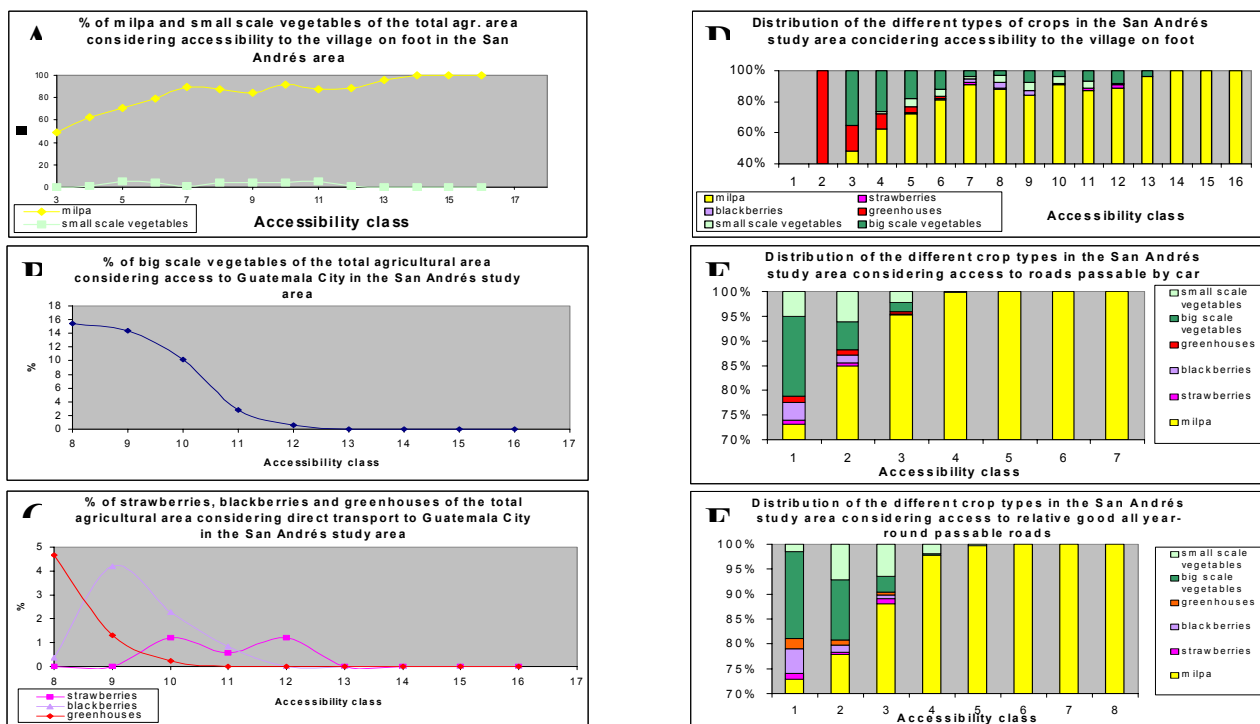 % of milpa and small scale vegetables of the total agr. area
considering accessibility to the village on foot in the San
Andrés area
100
80
60
40
20
0
3
5
7
9
11
13
15
17
Accessibility class
milpa
small scale vegetables
% of big scale vegetables of the total agricultural area
considering access to Guatemala City in the San Andrés study
area
%
18
16
14
12
10
8
6
4
2
0
8
9
10
11
12
13
14
15
16
17
Accessibility class
% of strawberries, blackberries and greenhouses of the total
agricultural area considering direct transport to Guatemala City
in the San Andrés study area
%
5
4
3
2
1
0
8
9
10
11
12
13
14
15
16
17
Accessibility class
strawberries
blackberries
greenhouses
Distribution of the different types of crops in the San Andrés
study area concidering accessibility to the village on foot
100%
80%
60%
40%
1
2
3
4
5
6
7
8
9
10
11
12
13
14
15
16
Accessibility class
milpa
strawberries
blackberries
greenhouses
small scale vegetables
big scale vegetables
Distribution of the different crop types in the San Andrés
study area considering access to roads passable by car
100%
95%
90%
85%
80%
75%
70%
1
2
3
4
5
6
7
Accessibility class
small scale
vegetables
big scale
vegetables
greenhouses
blackberries
strawberries
milpa
Distribution of the different crop types in the San Andrés
study area considering access to relative good all year-
round passable roads
100%
95%
90%
85%
80%
75%
70%
1
2
3
4
5
6
7
8
Accessibility class
small scale
vegetables
big scale
vegetables
greenhouses
blackberries
strawberries
milpa